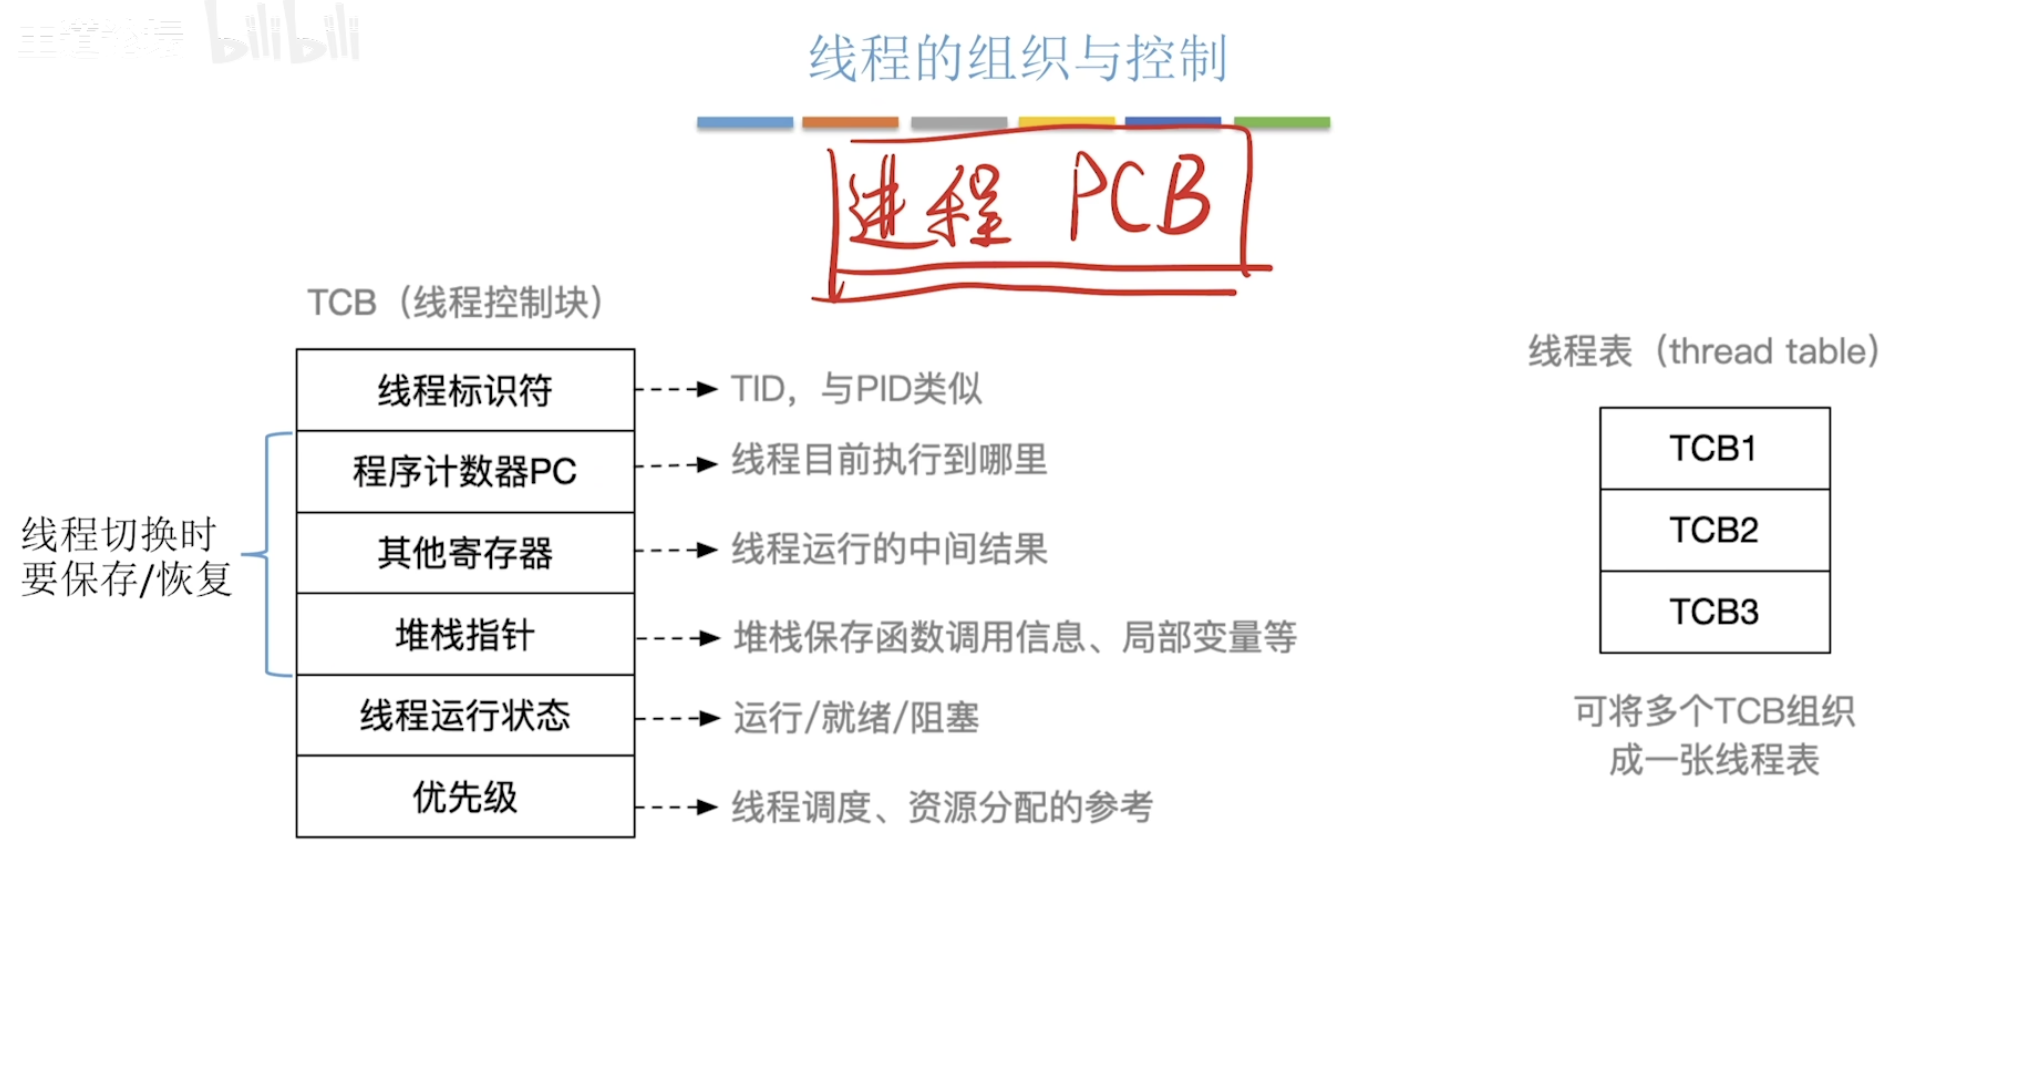 王道论坛 bilibili
线程的组织与控制
进程 PCB
TCB（线程控制块）
线程标识符
TID，与PID类似
程序计数器PC
线程目前执行到哪里
其他寄存器
线程运行的中间结果
堆栈指针
堆栈保存函数调用信息、局部变量等
线程运行状态
运行/就绪/阻塞
优先级
线程调度、资源分配的参考
线程切换时
要保存/恢复
线程表（thread table）
TCB1
TCB2
TCB3
可将多个TCB组织
成一张线程表